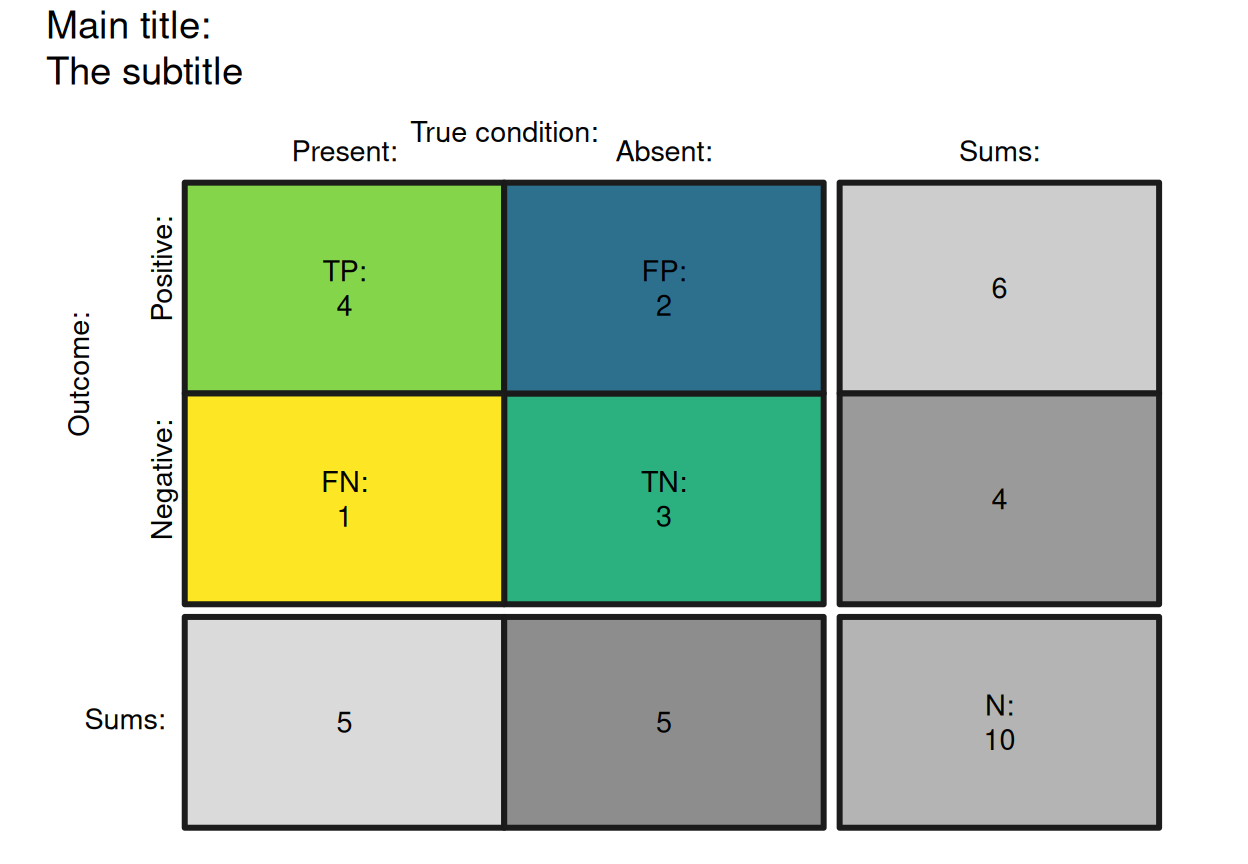 Main title:
The subtitle
True condition:
Present:
Absent:
Sums:
Outcome:
Positive:
TP:
4
FP:
2
6
Negative:
FN:
1
TN:
3
4
Sums:
5
5
N:
10